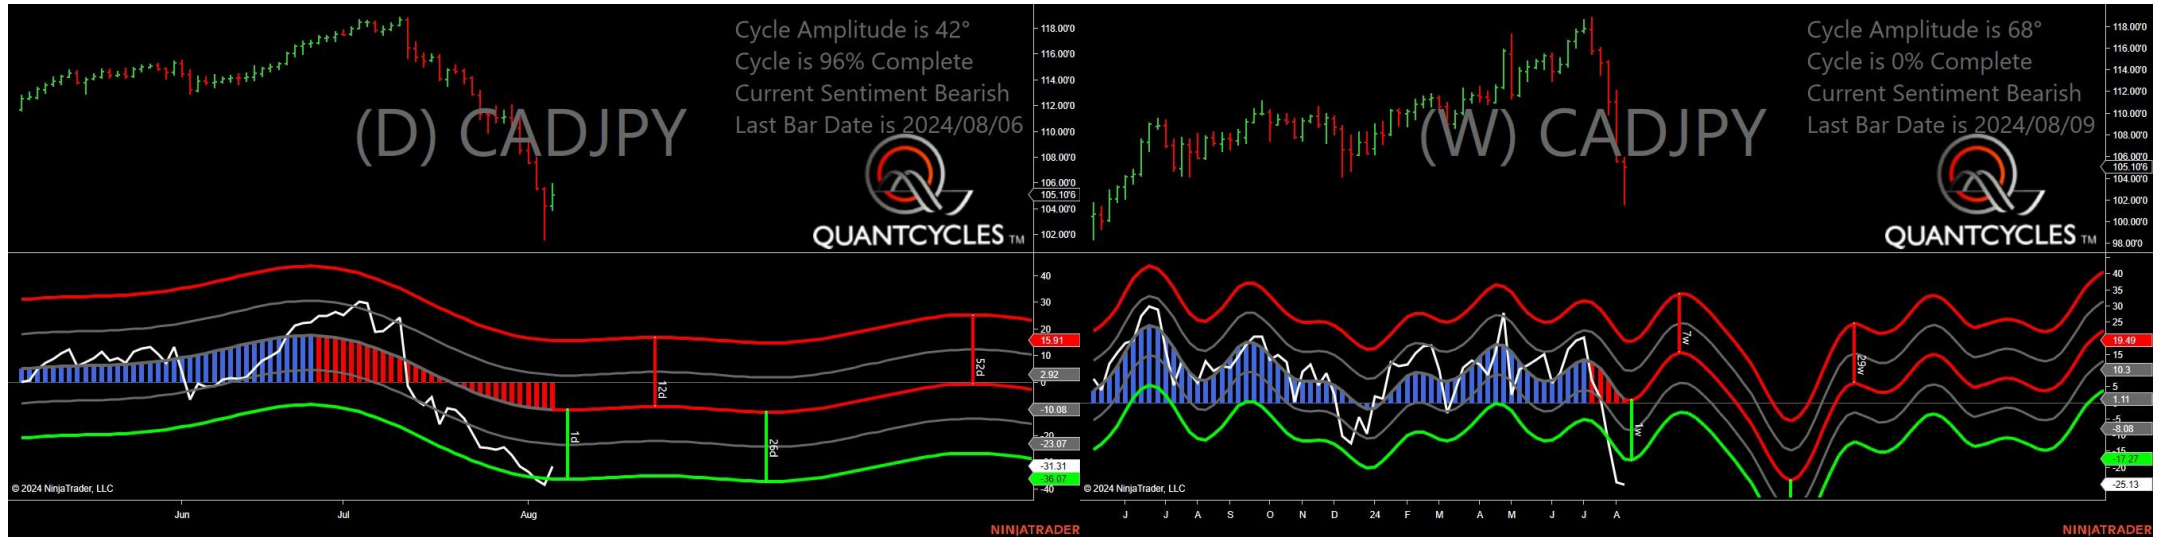 Cycle Amplitude is 42°
Cycle is 96% Complete
Current Sentiment Bearish
Last Bar Date is 2024/08/06
(D) CADJPY
QUANTCYCLES TM
118.00'0
116.00'0
114.00'0
112.00'0
110.00'0
108.00'0
106.00'0
105.10'6
104.00'0
102.00'0
40
30
20
15.91
10
2.92
0
-10.08
-20
-23.07
-31.31
-36.07
-40
1d
12d
26d
52d
© 2024 NinjaTrader, LLC
Jun
Jul
Aug
NINJATRADER
Cycle Amplitude is 68°
Cycle is 0% Complete
Current Sentiment Bearish
Last Bar Date is 2024/08/09
(W) CADJPY
QUANTCYCLES TM
118.00'0
116.00'0
114.00'0
112.00'0
110.00'0
108.00'0
106.00'0
105.10'6
104.00'0
102.00'0
100.00'0
98.00'0
40
35
30
25
19.49
15
10.3
5
1.11
-5
-8.08
-10
-15
-17.27
-20
-25.13
1w
7w
29w
© 2024 NinjaTrader, LLC
J J A S O N D 24 F M A M J J A
NINJATRADER